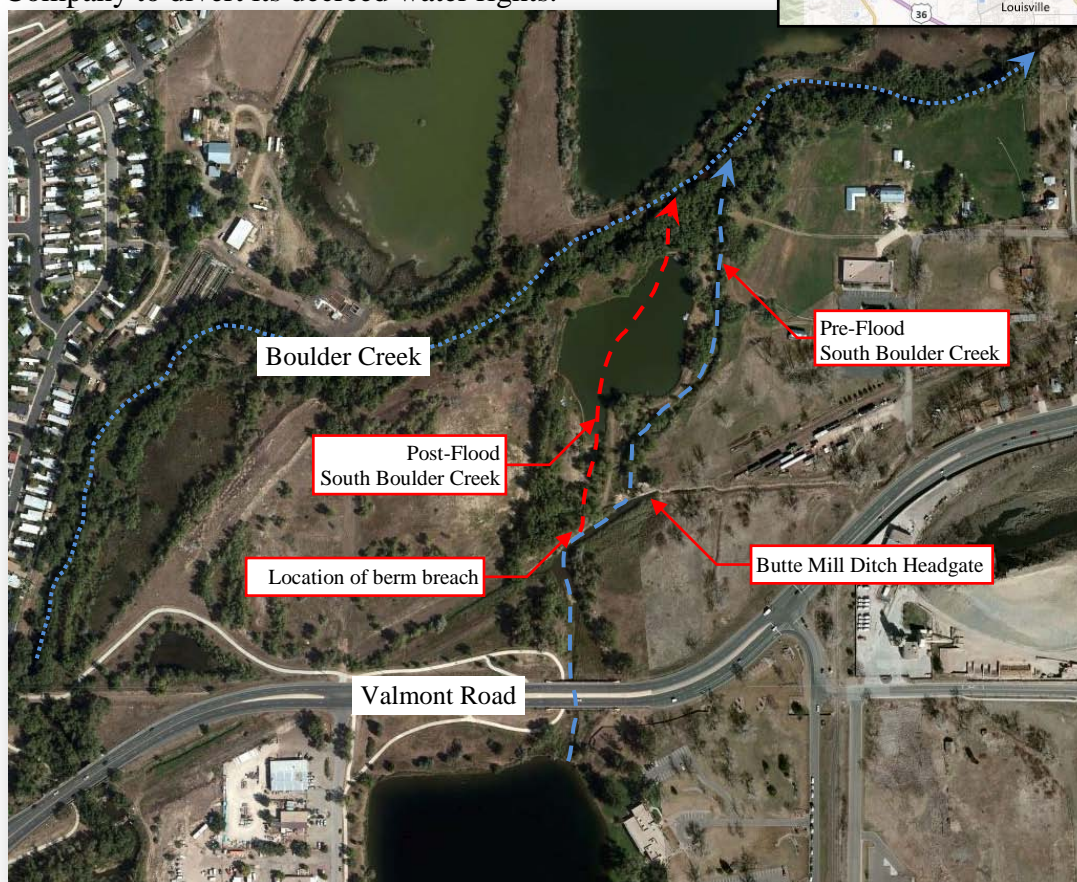 Company to divert its decreed water rights.
36
Louisville
Boulder Creek
Pre-Flood
South Boulder Creek
Post-Flood
South Boulder Creek
Location of berm breach
Butte Mill Ditch Headgate
Valmont Road